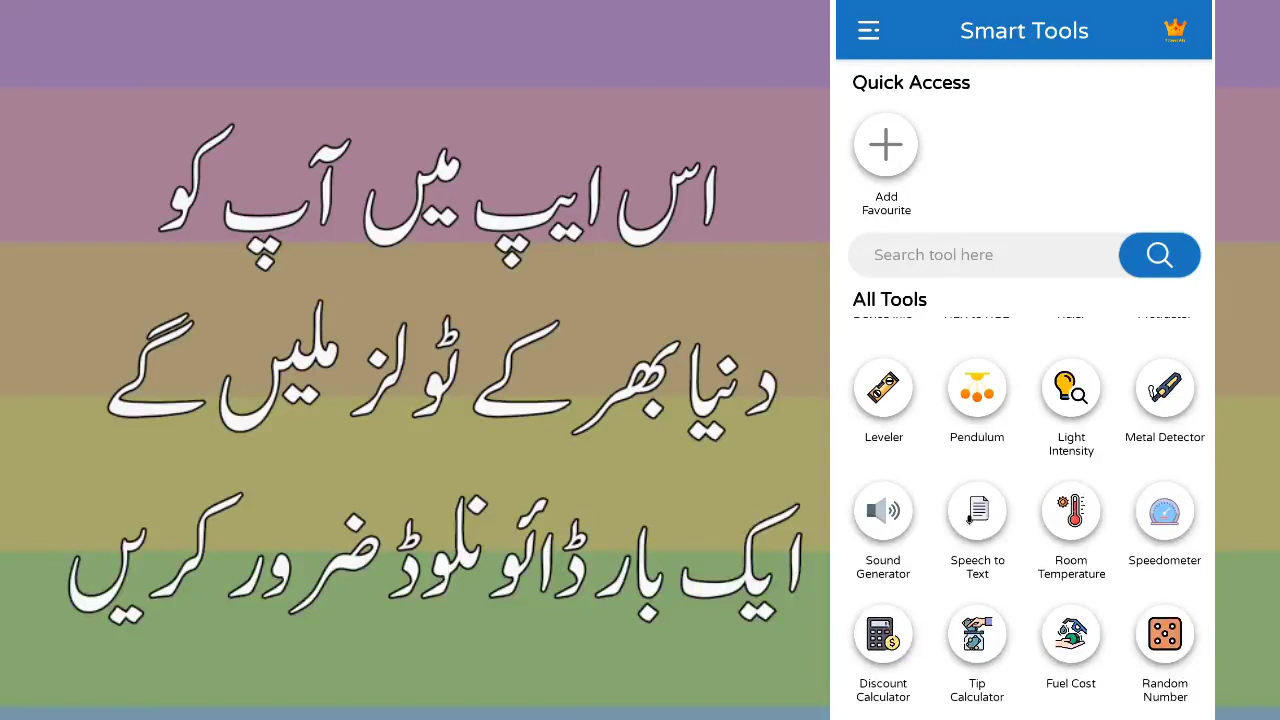 اس ایپ میں آپ کو
دنیا بھر کے ٹولز ملیں گے
ایک بار ڈائونلوڈ ضرور کریں
Smart Tools
Quick Access
Add
Favourite
Search tool here
All Tools
Leveler
Pendulum
Light
Intensity
Metal Detector
Sound
Generator
Speech to
Text
Room
Temperature
Speedometer
Discount
Calculator
Tip
Calculator
Fuel Cost
Random
Number